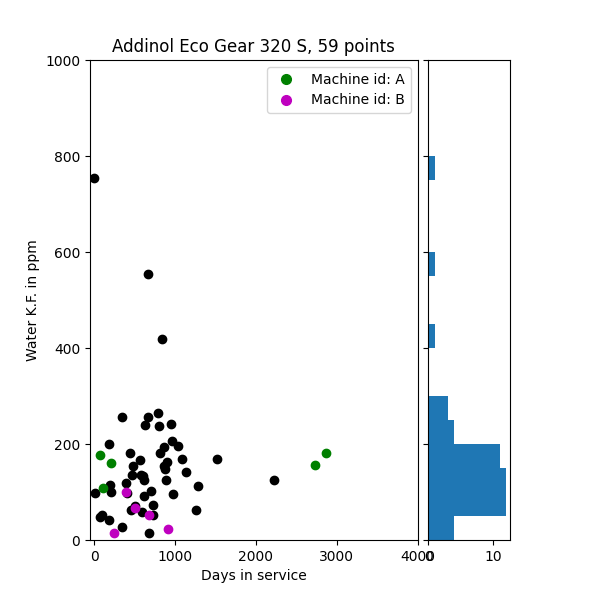 Addinol Eco Gear 320 S, 59 points
Machine id: A
Machine id: B
1000
800
600
400
200
0
Water K.F. in ppm
0 1000 2000 3000 4000
0 10
Days in service